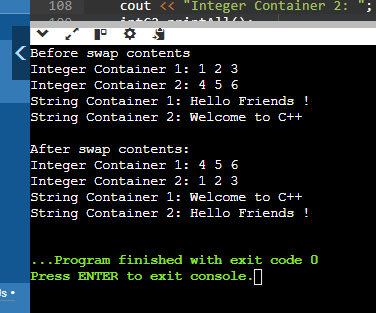 108 cout << "Integer Container 2: ";
intC2.printAll();
Before swap contents
Integer Container 1: 1 2 3
Integer Container 2: 4 5 6
String Container 1: Hello Friends !
String Container 2: Welcome to C++
After swap contents:
Integer Container 1: 4 5 6
Integer Container 2: 1 2 3
String Container 1: Welcome to C++
String Container 2: Hello Friends !
...Program finished with exit code 0
Press ENTER to exit console.